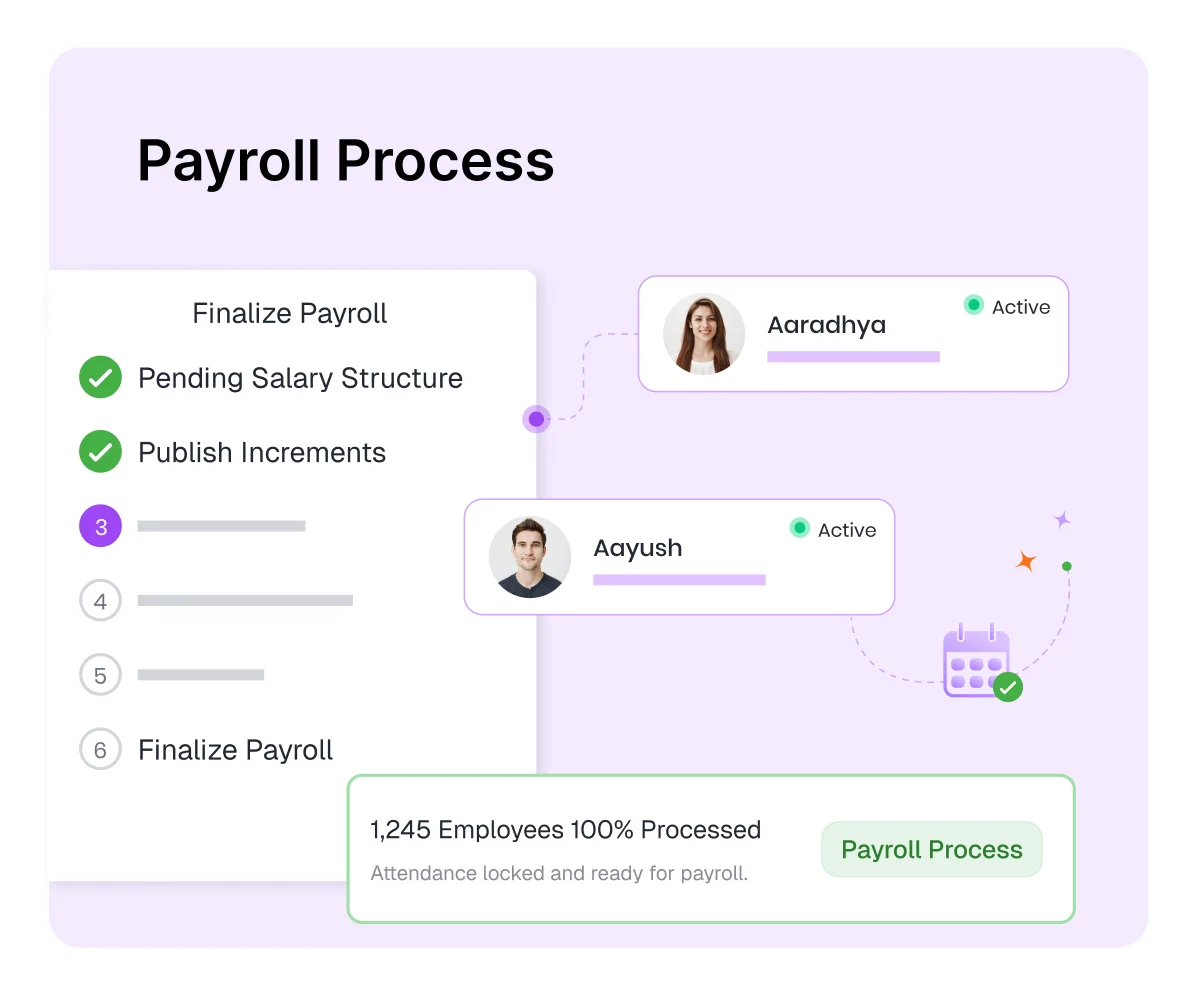 Payroll Process
Finalize Payroll
Pending Salary Structure
Publish Increments
3
4
5
6 Finalize Payroll
Aaradhya
Active
Aayush
Active
1,245 Employees 100% Processed
Attendance locked and ready for payroll.
Payroll Process